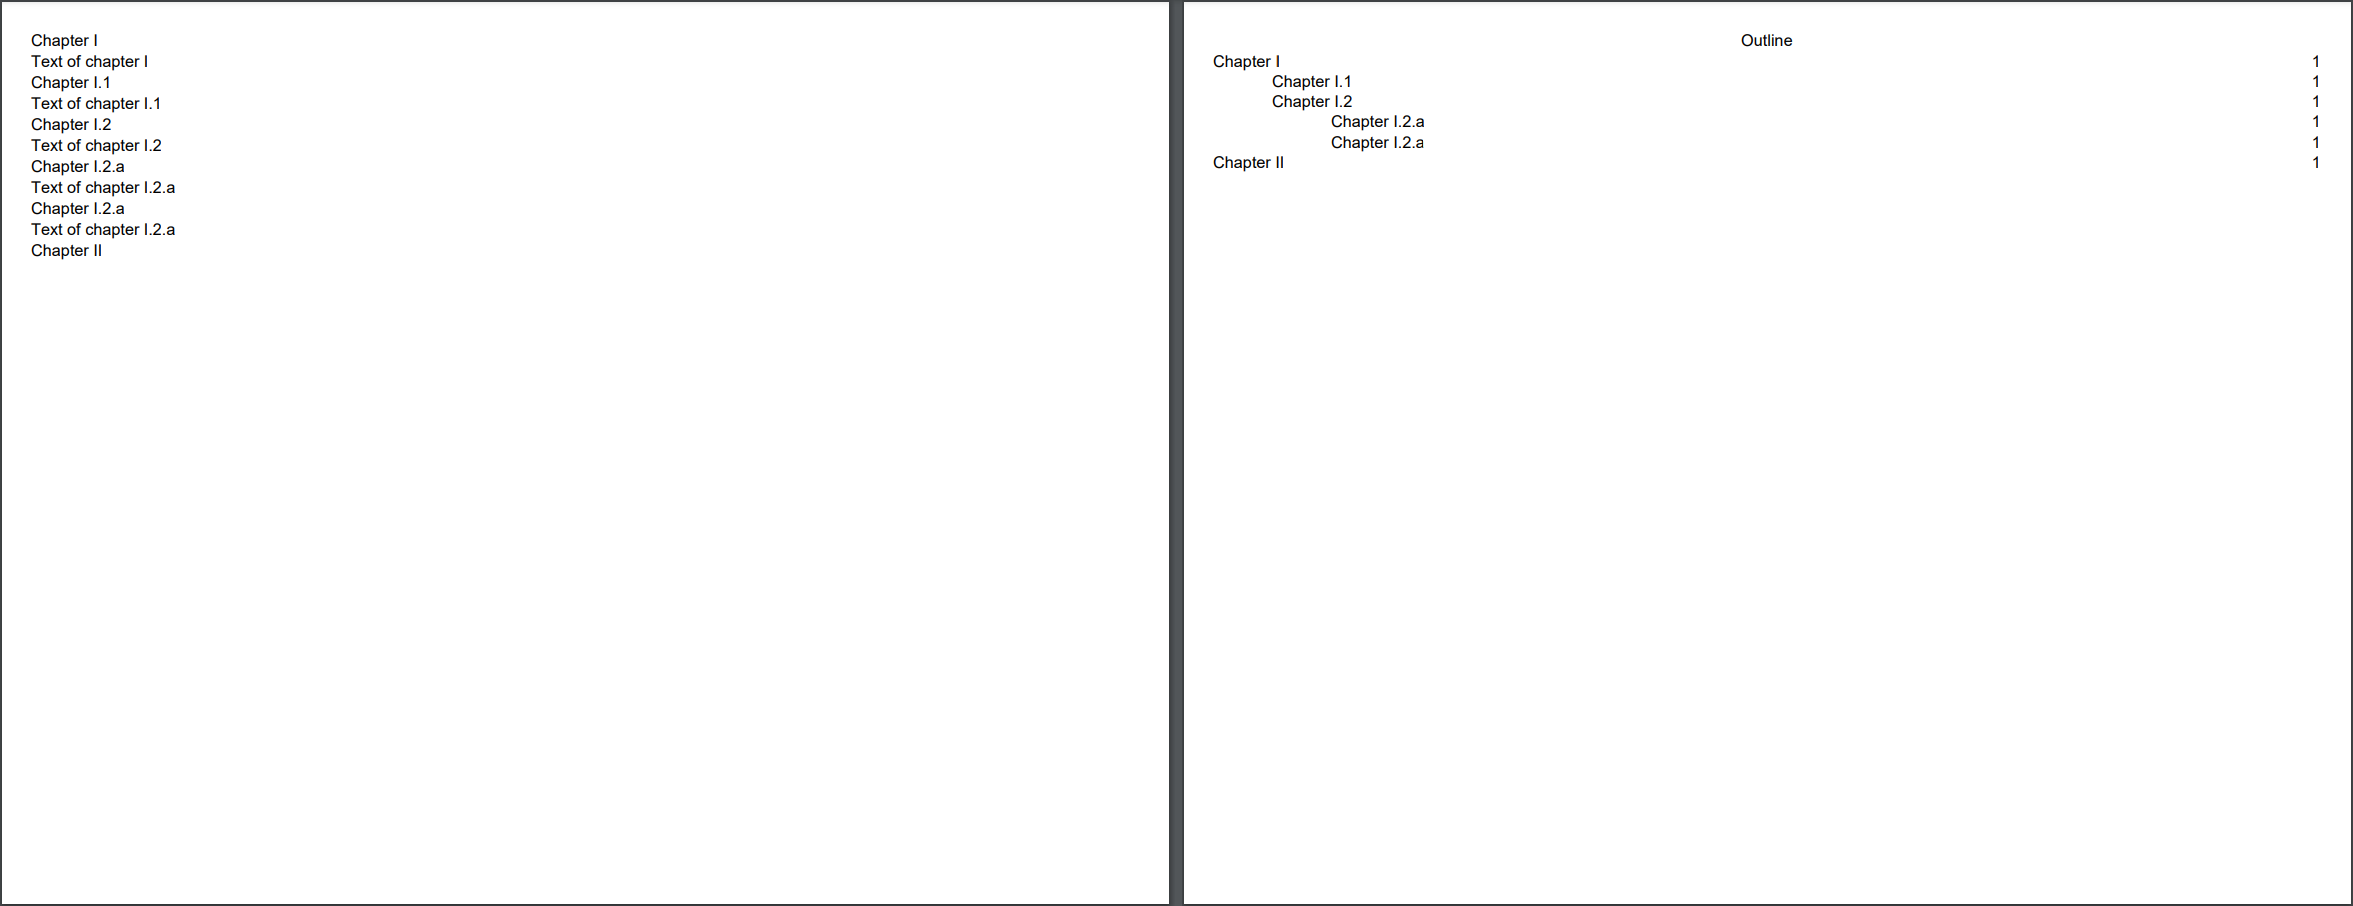 Chapter I
Text of chapter I
Chapter I.1
Text of chapter I.1
Chapter I.2
Text of chapter I.2
Chapter I.2.a
Text of chapter I.2.a
Chapter I.2.a
Text of chapter I.2.a
Chapter II
Outline
Chapter I 1
Chapter I.1 1
Chapter I.2 1
Chapter I.2.a 1
Chapter I.2.a 1
Chapter II 1